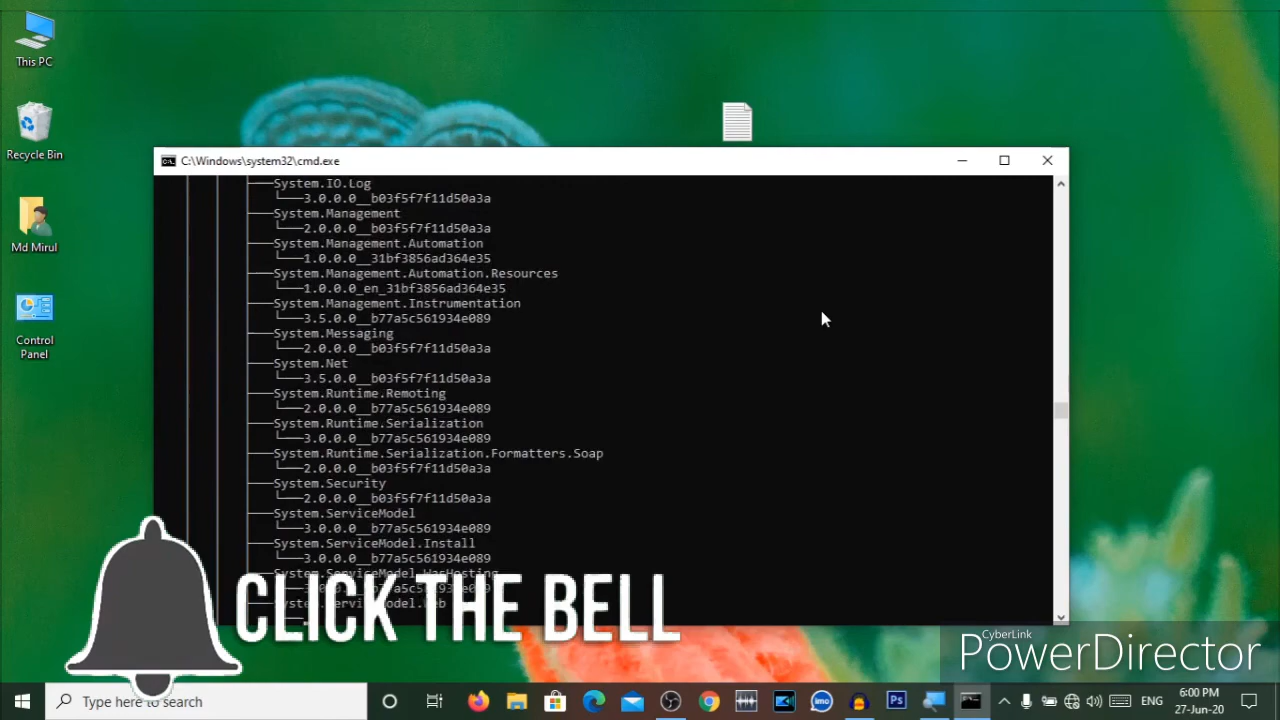 This PC
Recycle Bin
Md Mirul
Control
Panel
C:\Windows\system32\cmd.exe
├───System.IO.Log
└───3.0.0.0__b03f5f7f11d50a3a
├───System.Management
└───2.0.0.0__b03f5f7f11d50a3a
├───System.Management.Automation
└───1.0.0.0__31bf3856ad364e35
├───System.Management.Automation.Resources
└───1.0.0.0_en_31bf3856ad364e35
├───System.Management.Instrumentation
└───3.5.0.0__b77a5c561934e089
├───System.Messaging
└───2.0.0.0__b03f5f7f11d50a3a
├───System.Net
└───3.5.0.0__b03f5f7f11d50a3a
├───System.Runtime.Remoting
└───2.0.0.0__b77a5c561934e089
├───System.Runtime.Serialization
└───3.0.0.0__b77a5c561934e089
├───System.Runtime.Serialization.Formatters.Soap
└───2.0.0.0__b03f5f7f11d50a3a
├───System.Security
└───2.0.0.0__b03f5f7f11d50a3a
├───System.ServiceModel
└───3.0.0.0__b77a5c561934e089
├───System.ServiceModel.Install
└───3.0.0.0__b77a5c561934e089
CLICK THE BELL
CyberLink
PowerDirector
Type here to search
imo
Ps
ENG
6:00 PM
27-Jun-20